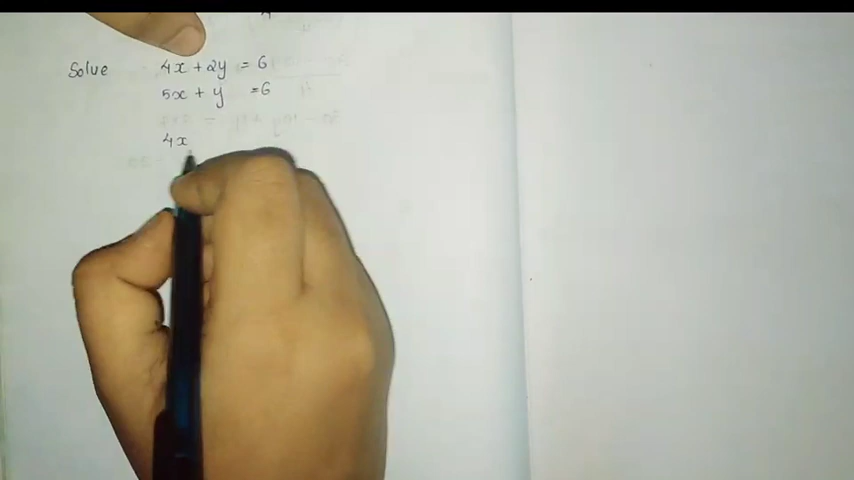 Solve 4x + 2y = 6
5x + y = 6
4x